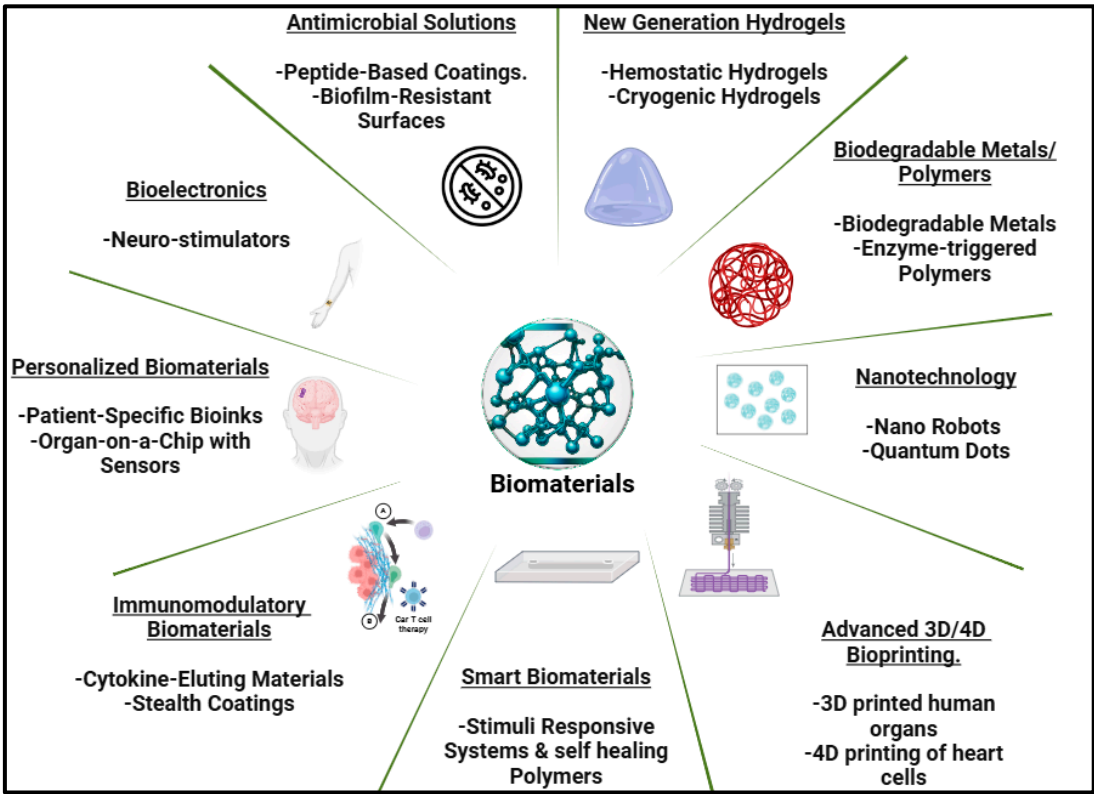 Antimicrobial Solutions
-Peptide-Based Coatings.
-Biofilm-Resistant
Surfaces
New Generation Hydrogels
-Hemostatic Hydrogels
-Cryogenic Hydrogels
Biodegradable Metals/
Polymers
-Biodegradable Metals
-Enzyme-triggered
Polymers
Bioelectronics
-Neuro-stimulators
Personalized Biomaterials
-Patient-Specific Bioinks
-Organ-on-a-Chip with
Sensors
Nanotechnology
-Nano Robots
-Quantum Dots
Biomaterials
A
B
Car T cell
therapy
Immunomodulatory
Biomaterials
-Cytokine-Eluting Materials
-Stealth Coatings
Smart Biomaterials
-Stimuli Responsive
Systems & self healing
Polymers
Advanced 3D/4D
Bioprinting.
-3D printed human
organs
-4D printing of heart
cells